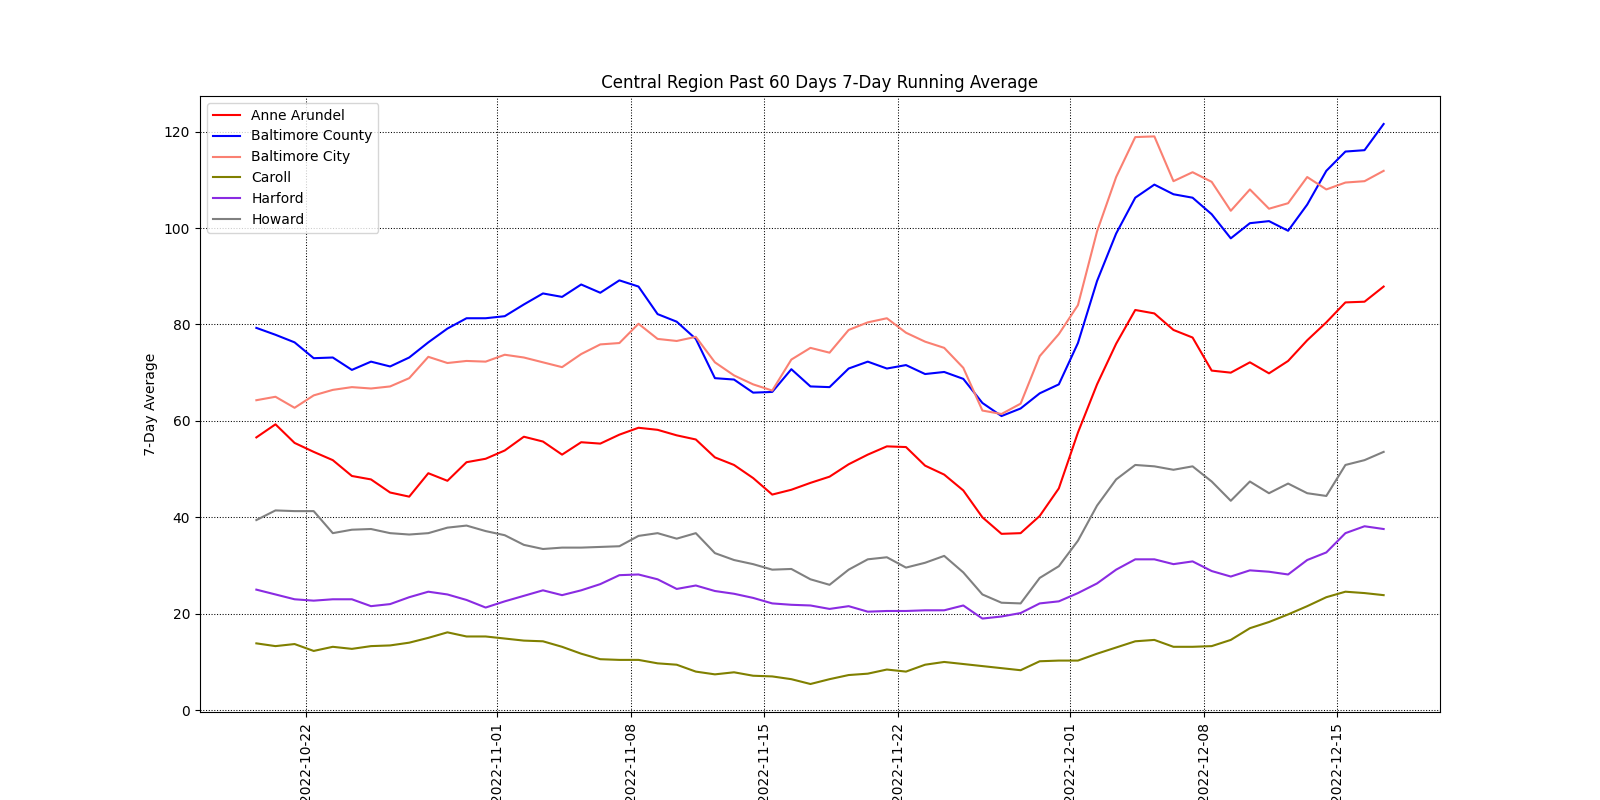 Central Region Past 60 Days 7-Day Running Average
Anne Arundel
Baltimore County
Baltimore City
Caroll
Harford
Howard
7-Day Average
120
100
80
60
40
20
0
2022-10-22
2022-11-01
2022-11-08
2022-11-15
2022-11-22
2022-12-01
2022-12-08
2022-12-15